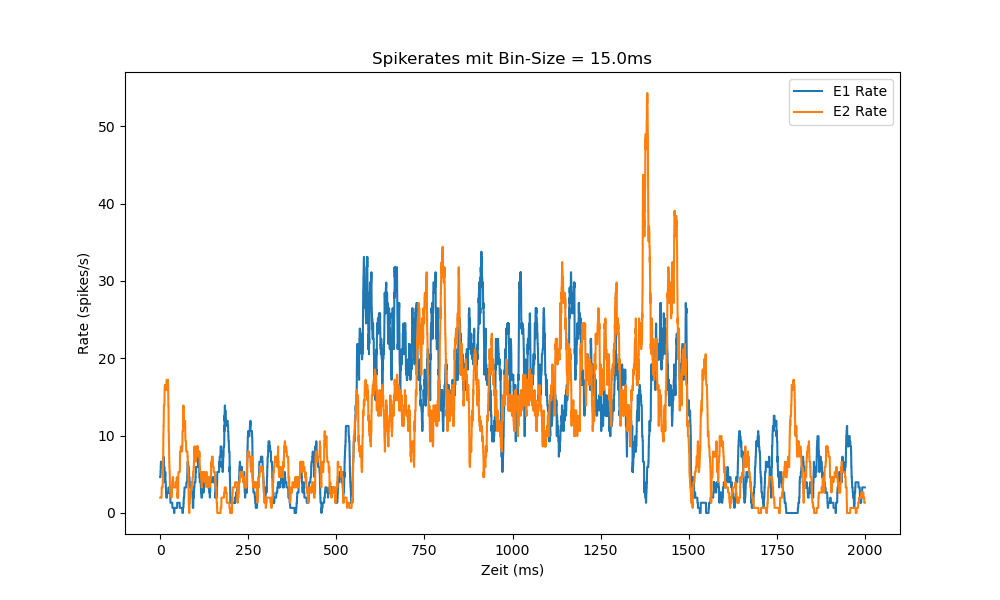 Spikerates mit Bin-Size = 15.0ms
E1 Rate
E2 Rate
50
40
30
20
10
0
Rate (spikes/s)
0 250 500 750 1000 1250 1500 1750 2000
Zeit (ms)